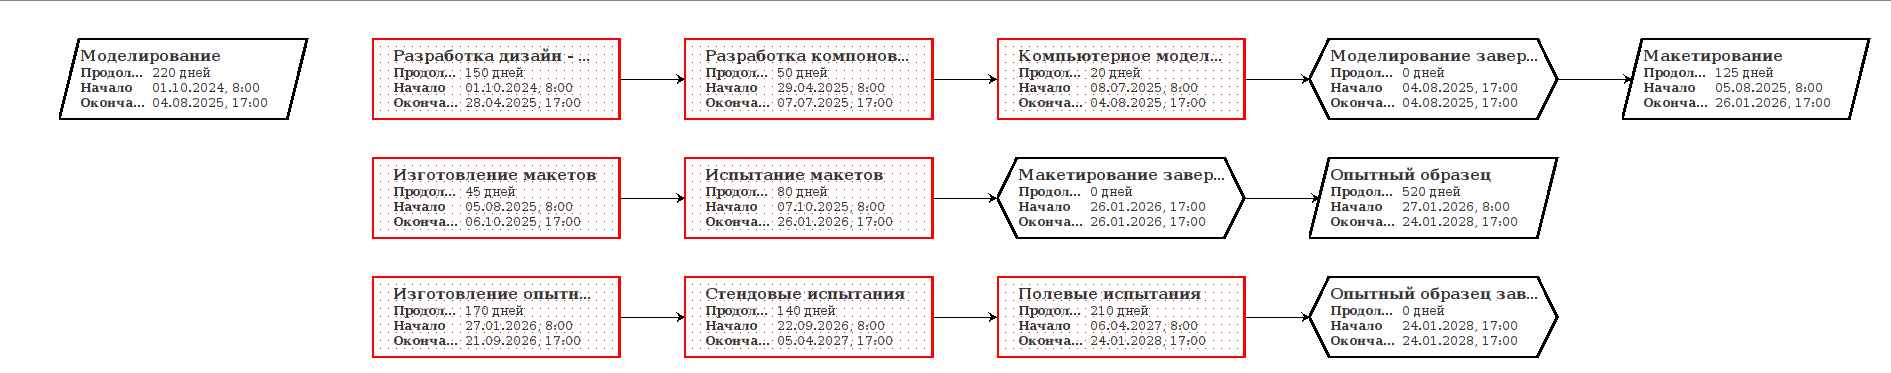 Моделирование
Продол... 220 дней
Начало 01.10.2024, 8:00
Оконча... 04.08.2025, 17:00
Разработка дизайн - ...
Продол... 150 дней
Начало 01.10.2024, 8:00
Оконча... 28.04.2025, 17:00
Разработка компонов...
Продол... 50 дней
Начало 29.04.2025, 8:00
Оконча... 07.07.2025, 17:00
Компьютерное модел...
Продол... 20 дней
Начало 08.07.2025, 8:00
Оконча... 04.08.2025, 17:00
Моделирование завер...
Продол... 0 дней
Начало 04.08.2025, 17:00
Оконча... 04.08.2025, 17:00
Макетирование
Продол... 125 дней
Начало 05.08.2025, 8:00
Оконча... 26.01.2026, 17:00
Изготовление макетов
Продол... 45 дней
Начало 05.08.2025, 8:00
Оконча... 06.10.2025, 17:00
Испытание макетов
Продол... 80 дней
Начало 07.10.2025, 8:00
Оконча... 26.01.2026, 17:00
Макетирование завер...
Продол... 0 дней
Начало 26.01.2026, 17:00
Оконча... 26.01.2026, 17:00
Опытный образец
Продол... 520 дней
Начало 27.01.2026, 8:00
Оконча... 24.01.2028, 17:00
Изготовление опытн...
Продол... 170 дней
Начало 27.01.2026, 8:00
Оконча... 21.09.2026, 17:00
Стендовые испытания
Продол... 140 дней
Начало 22.09.2026, 8:00
Оконча... 05.04.2027, 17:00
Полевые испытания
Продол... 210 дней
Начало 06.04.2027, 8:00
Оконча... 24.01.2028, 17:00
Опытный образец зав...
Продол... 0 дней
Начало 24.01.2028, 17:00
Оконча... 24.01.2028, 17:00